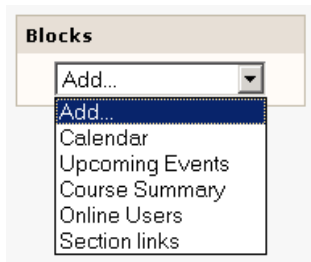 Blocks
Add...
Add...
Calendar
Upcoming Events
Course Summary
Online Users
Section links